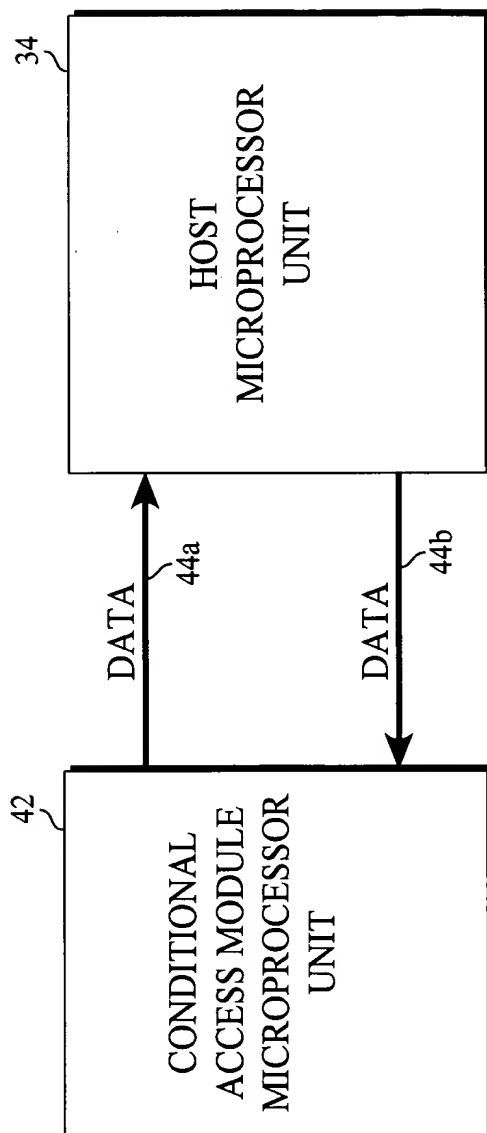 42
CONDITIONAL
ACCESS MODULE
MICROPROCESSOR
UNIT
DATA
44a
DATA
44b
34
HOST
MICROPROCESSOR
UNIT